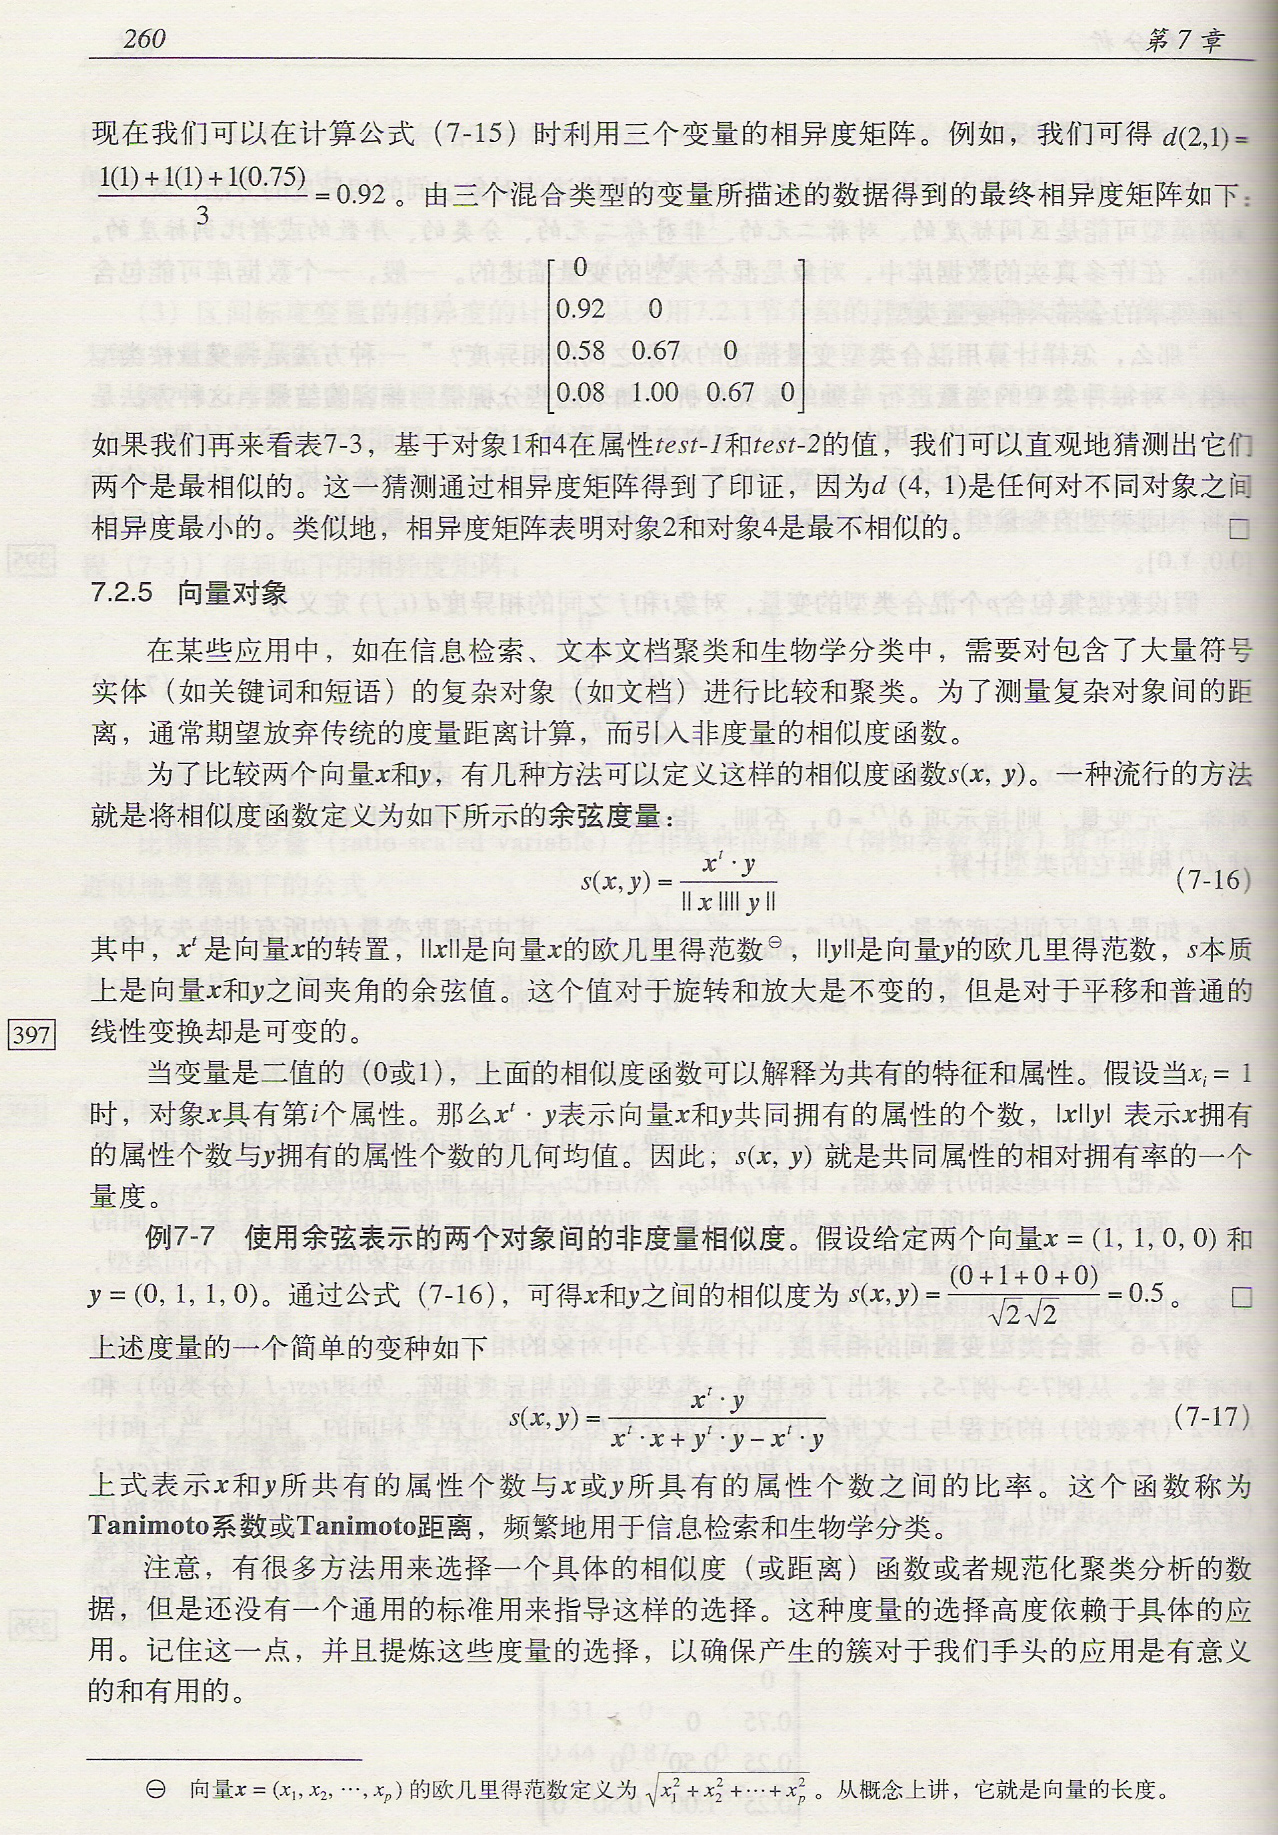 260
第7章
现在我们可以在计算公式（7-15）时利用三个变量的相异度矩阵。例如，我们可得 d(2,1) =
1(1)+1(1)+1(0.75)
3
= 0.92 。由三个混合类型的变量所描述的数据得到的最终相异度矩阵如下：
0
0.92 0
0.58 0.67 0
0.08 1.00 0.67 0
如果我们再来看表7-3，基于对象1和4在属性test-1和test-2的值，我们可以直观地猜测出它们
两个是最相似的。这一猜测通过相异度矩阵得到了印证，因为d (4, 1)是任何对不同对象之间
相异度最小的。类似地，相异度矩阵表明对象2和对象4是最不相似的。 □
7.2.5 向量对象
在某些应用中，如在信息检索、文本文档聚类和生物学分类中，需要对包含了大量符号
实体（如关键词和短语）的复杂对象（如文档）进行比较和聚类。为了测量复杂对象间的距
离，通常期望放弃传统的度量距离计算，而引入非度量的相似度函数。
为了比较两个向量x和y，有几种方法可以定义这样的相似度函数s(x, y)。一种流行的方法
就是将相似度函数定义为如下所示的余弦度量：
s(x, y) = x^t · y / ||x||||y|| (7-16)
其中，x^t 是向量x的转置，||x||是向量x的欧几里得范数㊀，||y||是向量y的欧几里得范数，s本质
上是向量x和y之间夹角的余弦值。这个值对于旋转和放大是不变的，但是对于平移和普通的
397 线性变换却是可变的。
当变量是二值的（0或1），上面的相似度函数可以解释为共有的特征和属性。假设当x_i = 1
时，对象x具有第i个属性。那么x^t · y表示向量x和y共同拥有的属性的个数，|x||y| 表示x拥有
的属性个数与y拥有的属性个数的几何均值。因此，s(x, y) 就是共同属性的相对拥有率的一个
量度。
例7-7 使用余弦表示的两个对象间的非度量相似度。假设给定两个向量x = (1, 1, 0, 0) 和
y = (0, 1, 1, 0)。通过公式（7-16），可得x和y之间的相似度为 s(x, y) = (0+1+0+0) / √2 √2 = 0.5 。 □
上述度量的一个简单的变种如下
s(x, y) = x^t · y / x^t · x + y^t · y − x^t · y (7-17)
上式表示x和y所共有的属性个数与x或y所具有的属性个数之间的比率。这个函数称为
Tanimoto系数或Tanimoto距离，频繁地用于信息检索和生物学分类。
注意，有很多方法用来选择一个具体的相似度（或距离）函数或者规范化聚类分析的数
据，但是还没有一个通用的标准用来指导这样的选择。这种度量的选择高度依赖于具体的应
用。记住这一点，并且提炼这些度量的选择，以确保产生的簇对于我们手头的应用是有意义
的和有用的。
㊀ 向量x = (x₁, x₂, ···, x_p) 的欧几里得范数定义为 √x₁² + x₂² + ··· + x_p² 。从概念上讲，它就是向量的长度。